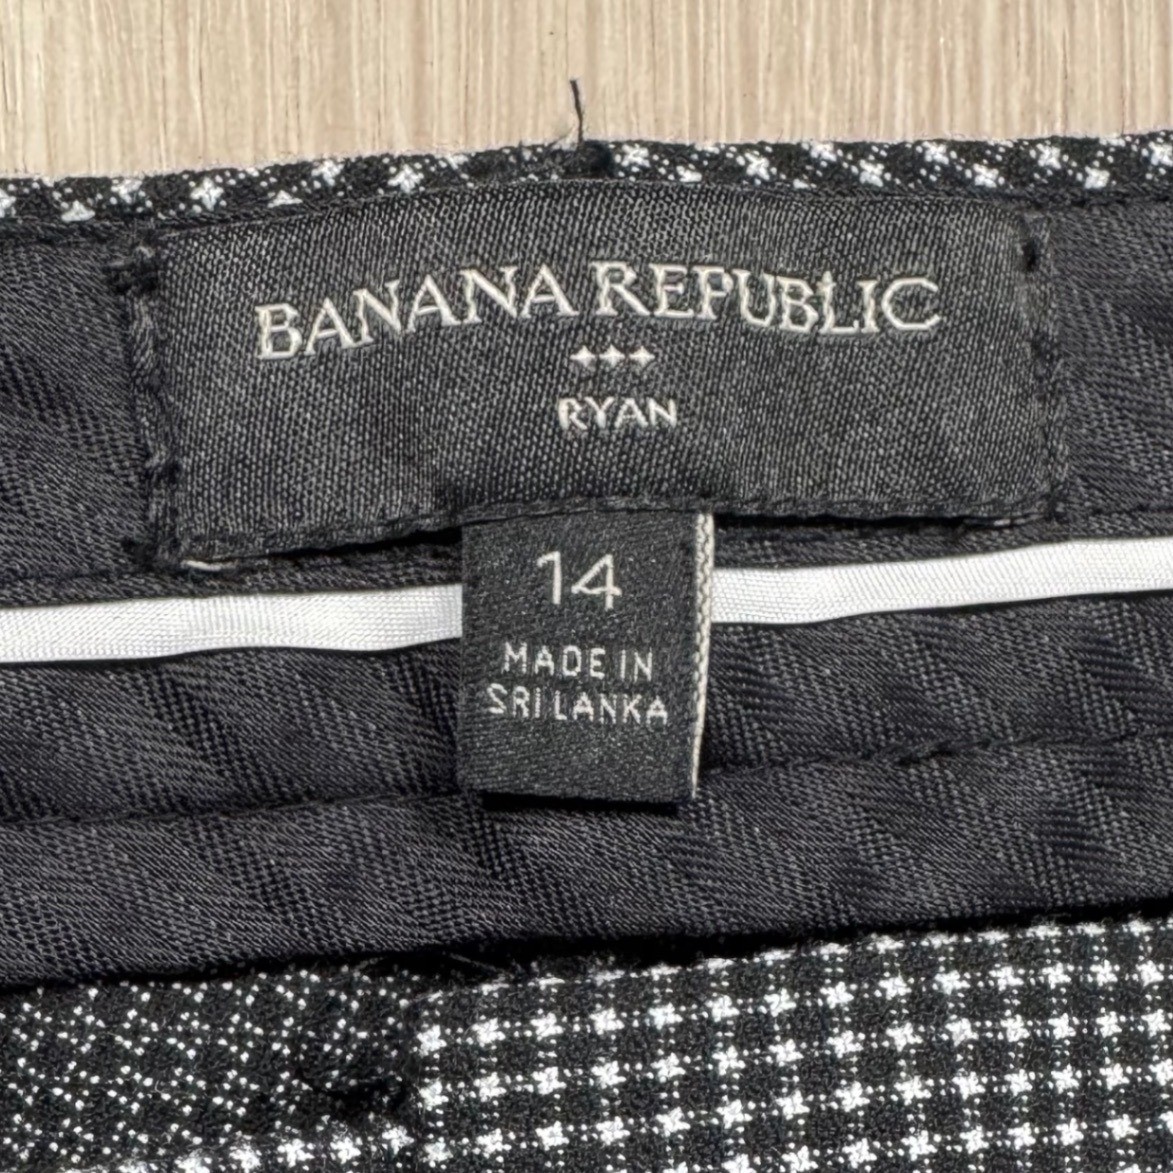 BANANA REPUBLIC
RYAN
14
MADE IN
SRI LANKA